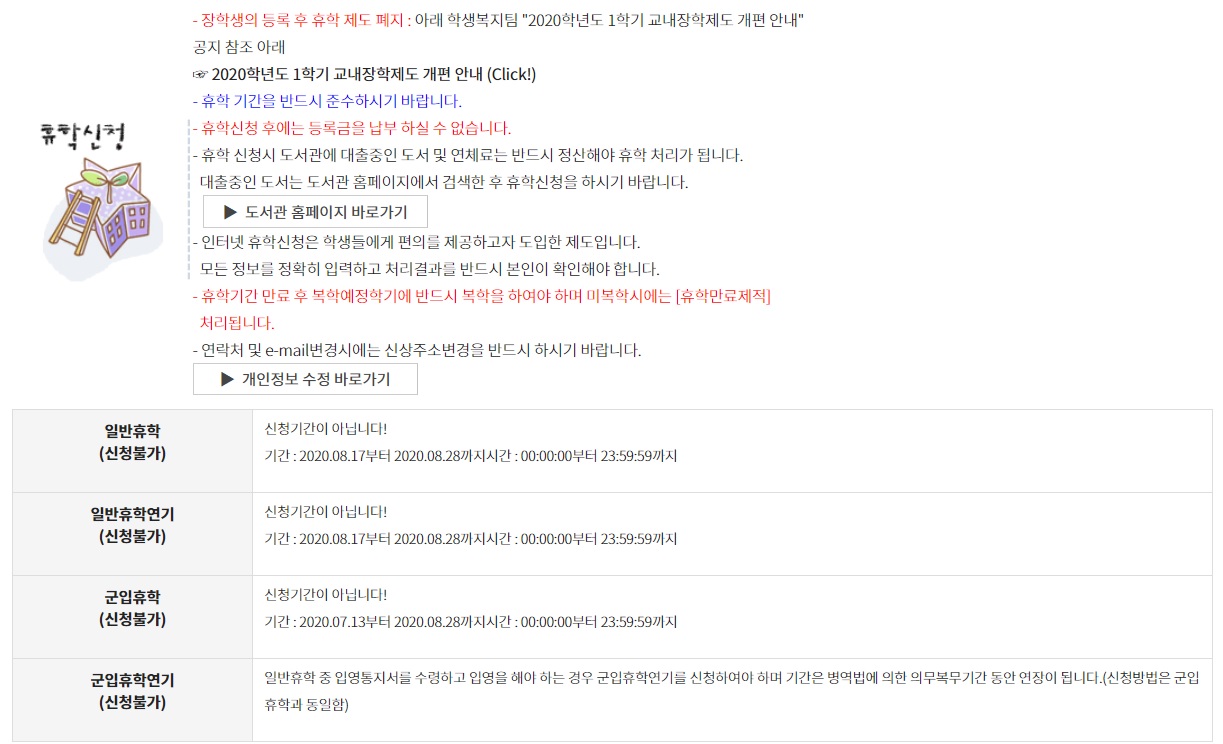 - 장학생의 등록 후 휴학 제도 폐지 : 아래 학생복지팀 "2020학년도 1학기 교내장학제도 개편 안내"
공지 참조 아래
☞ 2020학년도 1학기 교내장학제도 개편 안내 (Click!)
- 휴학 기간을 반드시 준수하시기 바랍니다.
휴학신청
- 휴학신청 후에는 등록금을 납부 하실 수 없습니다.
- 휴학 신청시 도서관에 대출중인 도서 및 연체료는 반드시 정산해야 휴학 처리가 됩니다.
대출중인 도서는 도서관 홈페이지에서 검색한 후 휴학신청을 하시기 바랍니다.
▶ 도서관 홈페이지 바로가기
- 인터넷 휴학신청은 학생들에게 편의를 제공하고자 도입한 제도입니다.
모든 정보를 정확히 입력하고 처리결과를 반드시 본인이 확인해야 합니다.
- 휴학기간 만료 후 복학예정학기에 반드시 복학을 하여야 하며 미복학시에는 [휴학만료제적]
처리됩니다.
- 연락처 및 e-mail변경시에는 신상주소변경을 반드시 하시기 바랍니다.
▶ 개인정보 수정 바로가기
일반휴학
(신청불가)
신청기간이 아닙니다!
기간 : 2020.08.17부터 2020.08.28까지시간 : 00:00:00부터 23:59:59까지
일반휴학연기
(신청불가)
신청기간이 아닙니다!
기간 : 2020.08.17부터 2020.08.28까지시간 : 00:00:00부터 23:59:59까지
군입휴학
(신청불가)
신청기간이 아닙니다!
기간 : 2020.07.13부터 2020.08.28까지시간 : 00:00:00부터 23:59:59까지
군입휴학연기
(신청불가)
일반휴학 중 입영통지서를 수령하고 입영을 헤야 하는 경우 군입휴학연기를 신청하여야 하며 기간은 병역법에 의한 의무복무기간 동안 연장이 됩니다.(신청방법은 군입
휴학과 동일함)